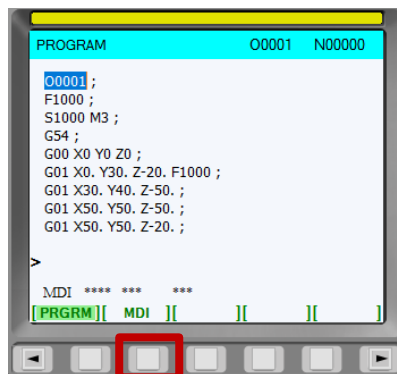 PROGRAM O0001 N00000
O0001 ;
F1000 ;
S1000 M3 ;
G54 ;
G00 X0 Y0 Z0 ;
G01 X0. Y30. Z-20. F1000 ;
G01 X30. Y40. Z-50. ;
G01 X50. Y50. Z-50. ;
G01 X50. Y50. Z-20. ;
>
MDI **** *** ***
[ PRGRM ][ MDI ][ ][ ][ ]